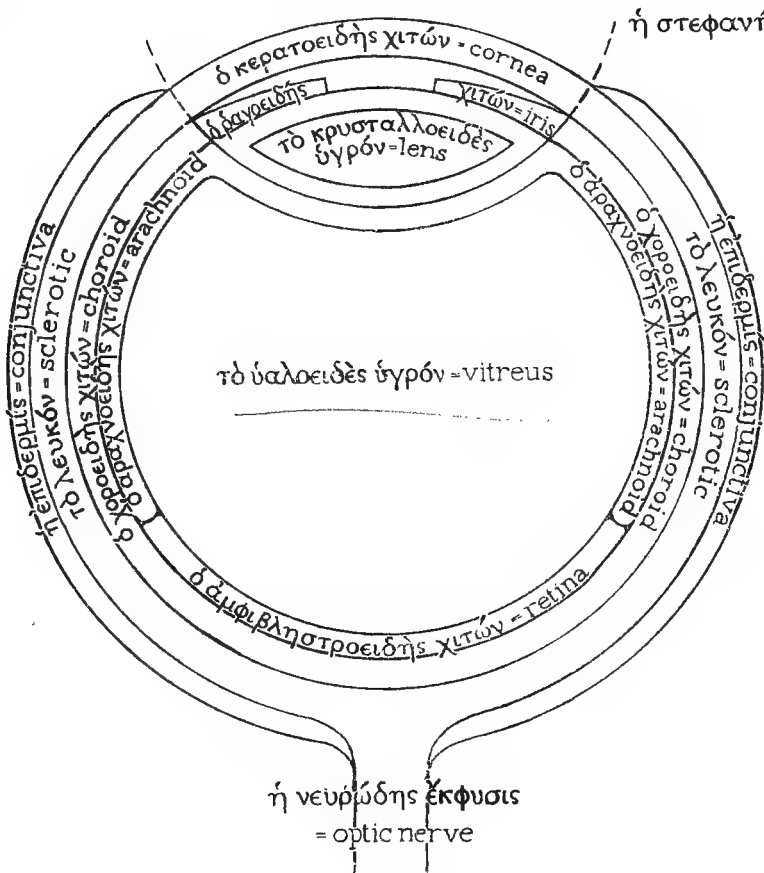 ἡ στεφανή
ὁ κερατοειδὴς χιτών = cornea
ὁ ῥαγοειδής
χιτών = iris
τὸ κρυσταλλοειδὲς
ὑγρόν = lens
ἡ ἐπιδερμίς = conjunctiva
τὸ λευκόν = sclerotic
ὁ χοροειδὴς χιτών = choroid
ὁ ἀραχνοειδὴς χιτών = arachnoid
ὁ ἀραχνοειδὴς χιτών = arachnoid
ὁ χοροειδὴς χιτών = choroid
τὸ λευκόν = sclerotic
ἡ ἐπιδερμίς = conjunctiva
τὸ ὑαλοειδὲς ὑγρόν = vitreus
ὁ ἀμφιβληστροειδὴς χιτών = retina
ἡ νευρώδης ἔκφυσις
= optic nerve